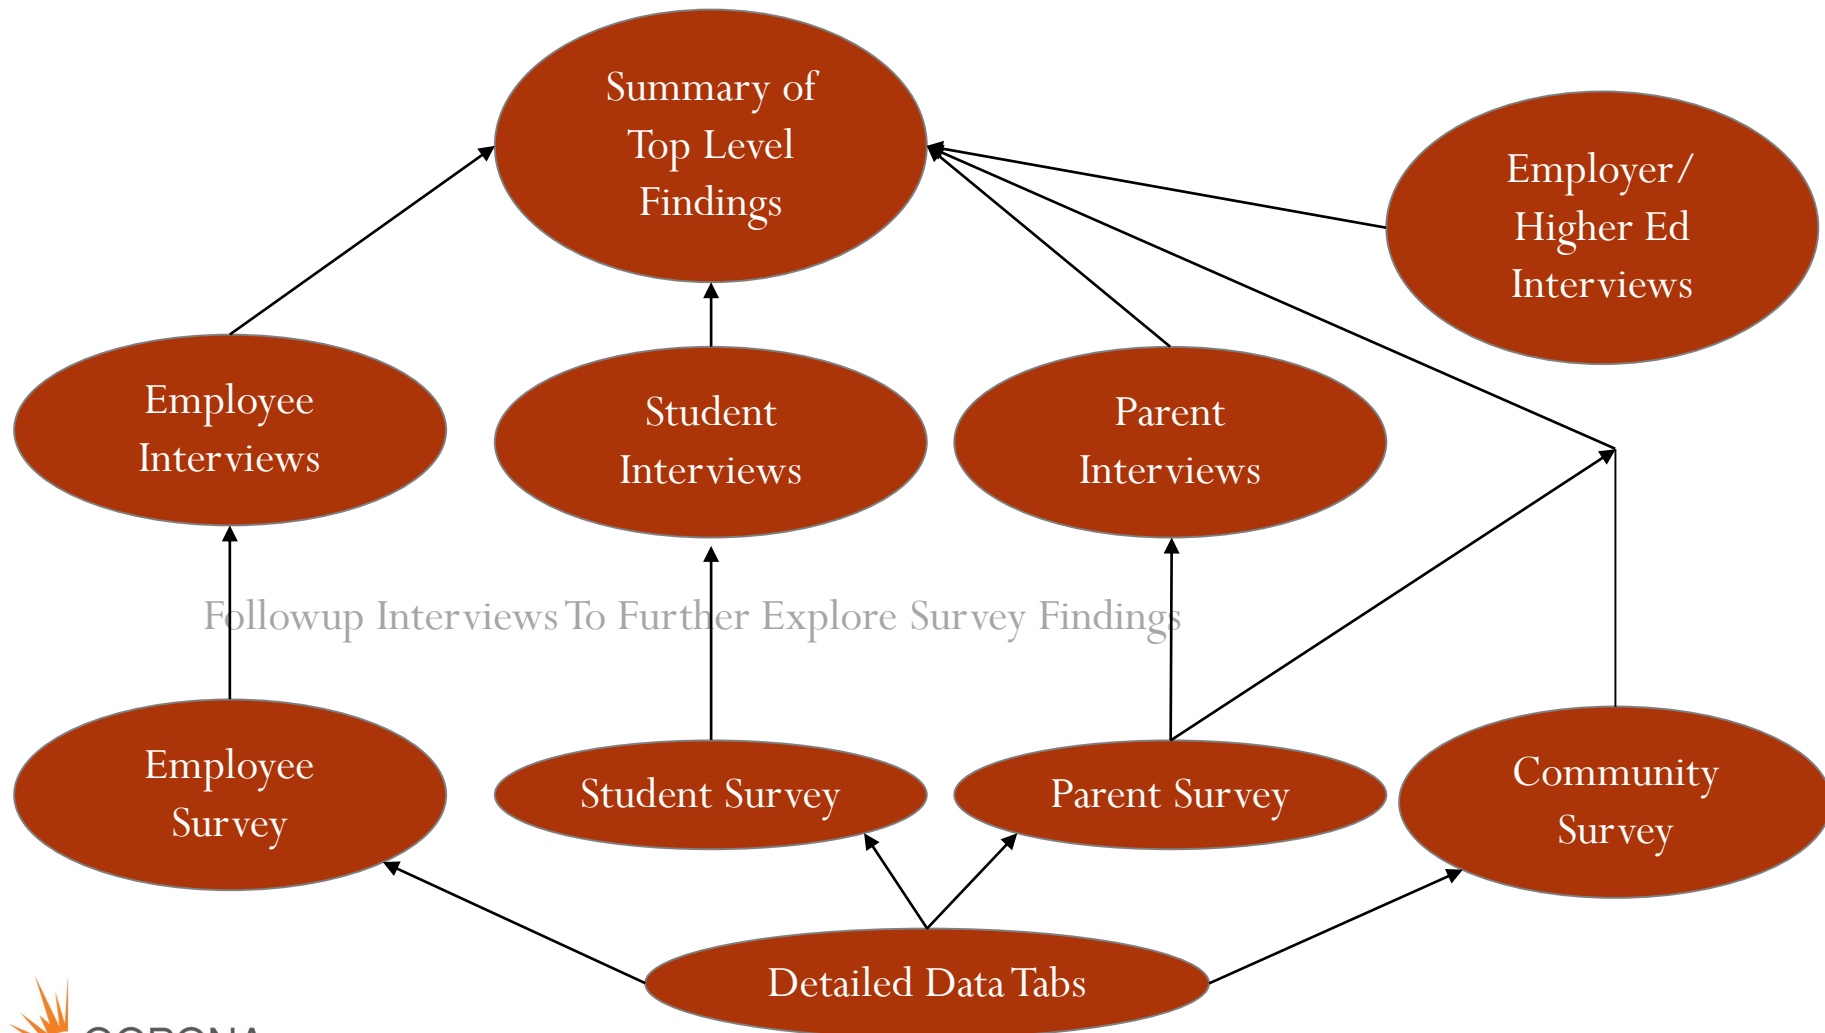 Summary of
Top Level
Findings
Employer/
Higher Ed
Interviews
Employee
Interviews
Student
Interviews
Parent
Interviews
Followup Interviews To Further Explore Survey Findings
Employee
Survey
Student Survey
Parent Survey
Community
Survey
Detailed Data Tabs
CORONA